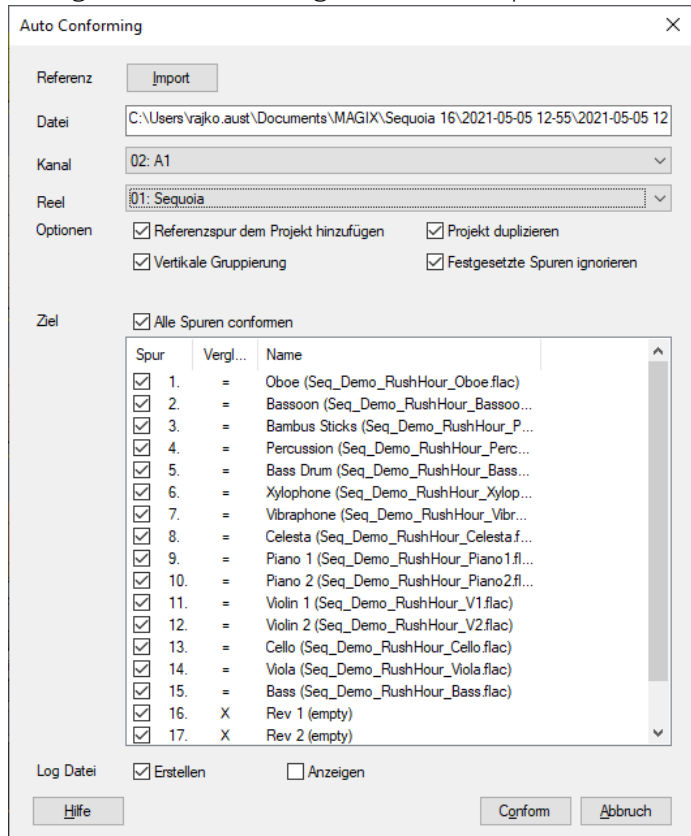 Auto Conforming
Referenz Import
Datei C:\Users\rajko.aust\Documents\MAGIX\Sequoia 16\2021-05-05 12-55\2021-05-05 12
Kanal 02: A1
Reel 01: Sequoia
Optionen Referenzspur dem Projekt hinzufügen Projekt duplizieren
Vertikale Gruppierung Festgesetzte Spuren ignorieren
Ziel Alle Spuren conformen
Spur Vergl... Name
1. = Oboe (Seq_Demo_RushHour_Oboe.flac)
2. = Bassoon (Seq_Demo_RushHour_Bassoo...
3. = Bambus Sticks (Seq_Demo_RushHour_P...
4. = Percussion (Seq_Demo_RushHour_Perc...
5. = Bass Drum (Seq_Demo_RushHour_Bass...
6. = Xylophone (Seq_Demo_RushHour_Xylop...
7. = Vibraphone (Seq_Demo_RushHour_Vibr...
8. = Celesta (Seq_Demo_RushHour_Celesta.f...
9. = Piano 1 (Seq_Demo_RushHour_Piano1.fl...
10. = Piano 2 (Seq_Demo_RushHour_Piano2.fl...
11. = Violin 1 (Seq_Demo_RushHour_V1.flac)
12. = Violin 2 (Seq_Demo_RushHour_V2.flac)
13. = Cello (Seq_Demo_RushHour_Cello.flac)
14. = Viola (Seq_Demo_RushHour_Viola.flac)
15. = Bass (Seq_Demo_RushHour_Bass.flac)
16. X Rev 1 (empty)
17. X Rev 2 (empty)
Log Datei Erstellen Anzeigen
Hilfe Conform Abbruch